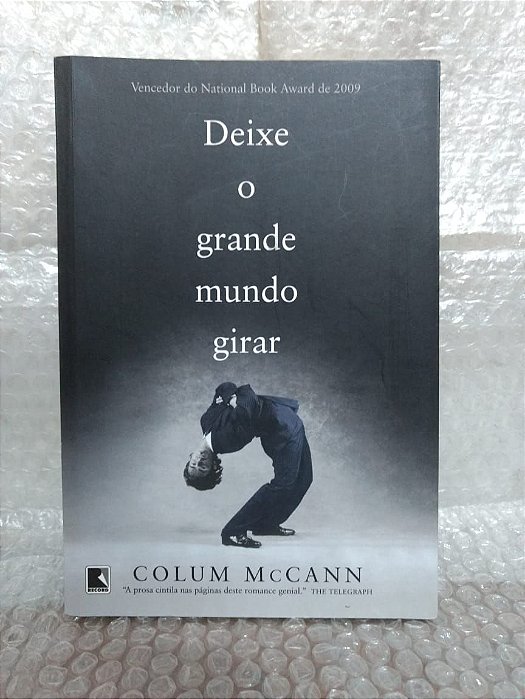 Vencedor do National Book Award de 2009
Deixe
o
grande
mundo
girar
RECORD
COLUM MCCANN
"A prosa cintila nas páginas deste romance genial." THE TELEGRAPH